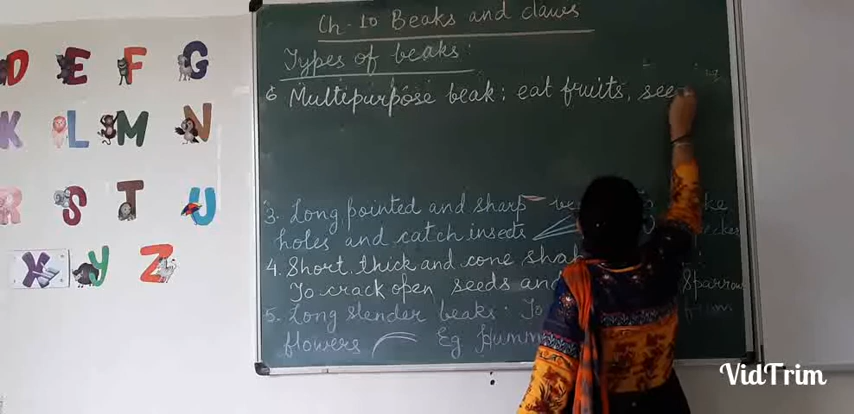 D E F G
K L M N
R S T U
X Y Z
Ch-10 Beaks and claws
Types of beaks:
6 Multipurpose beak: eat fruits, see
3. Long pointed and sharp
holes and catch insects
4. Short, thick and cone
To crack open seeds and Sparrow
5. Long slender beaks. To
flowers Eg Humm
VidTrim